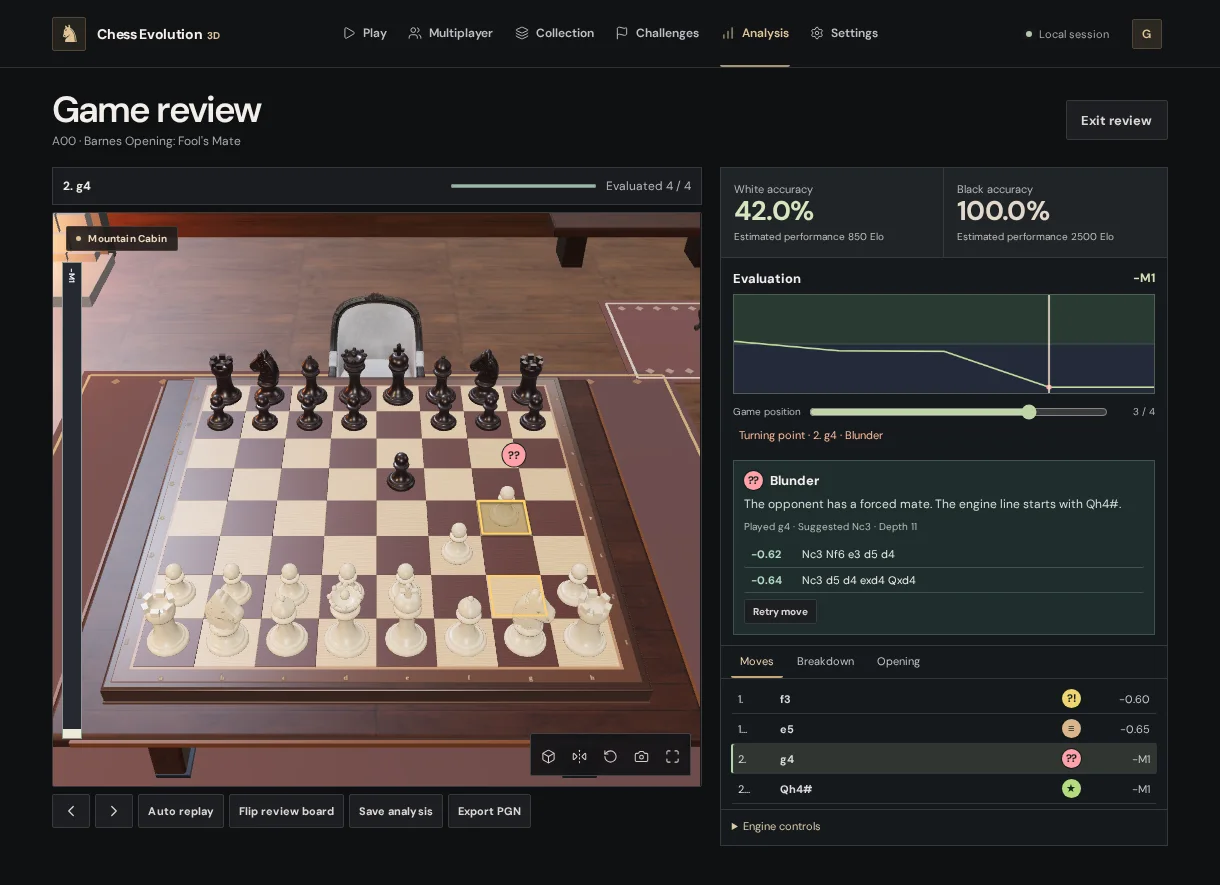 ChessEvolution 3D
Play
Multiplayer
Collection
Challenges
Analysis
Settings
Local session
G
Game review
A00 · Barnes Opening: Fool's Mate
Exit review
2. g4
Evaluated 4 / 4
Mountain Cabin
-M1
??
Auto replay
Flip review board
Save analysis
Export PGN
White accuracy
42.0%
Estimated performance 850 Elo
Black accuracy
100.0%
Estimated performance 2500 Elo
Evaluation
-M1
Game position
3 / 4
Turning point · 2. g4 · Blunder
?? Blunder
The opponent has a forced mate. The engine line starts with Qh4#.
Played g4 · Suggested Nc3 · Depth 11
-0.62 Nc3 Nf6 e3 d5 d4
-0.64 Nc3 d5 d4 exd4 Qxd4
Retry move
Moves
Breakdown
Opening
1. f3 ?! -0.60
1... e5 = -0.65
2. g4 ?? -M1
2... Qh4# ★ -M1
Engine controls